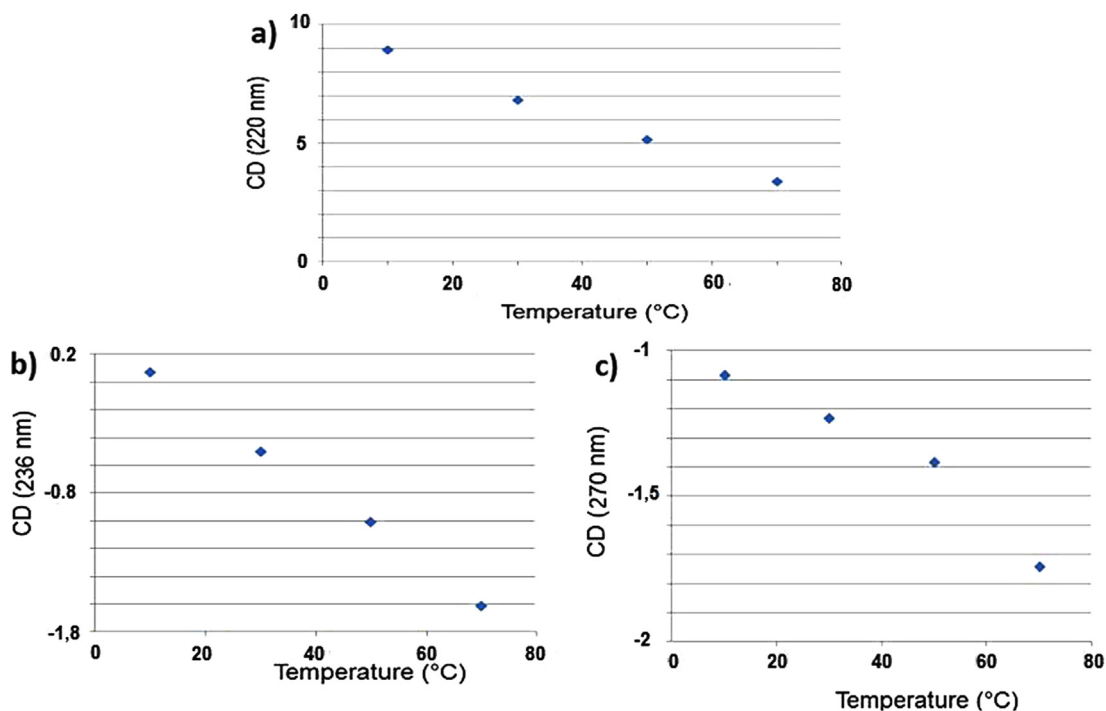 a)
CD (220 nm)
10
5
0
0 20 40 60 80
Temperature (°C)
b)
CD (236 nm)
0.2
-0.8
-1,8
0 20 40 60 80
Temperature (°C)
c)
CD (270 nm)
-1
-1,5
-2
0 20 40 60 80
Temperature (°C)